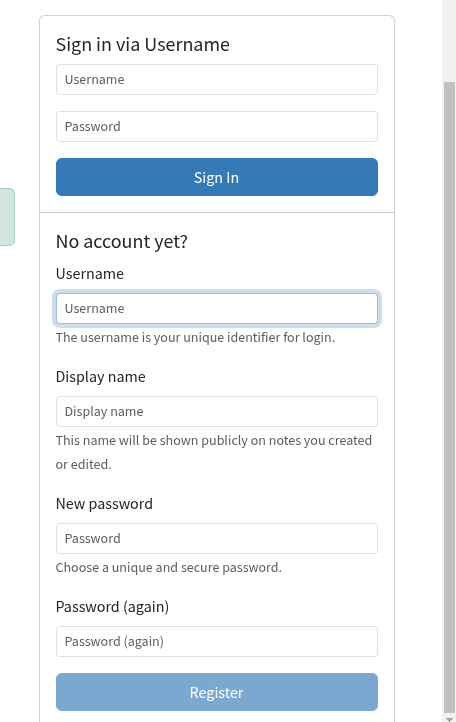 Sign in via Username
Username
Password
Sign In
No account yet?
Username
Username
The username is your unique identifier for login.
Display name
Display name
This name will be shown publicly on notes you created
or edited.
New password
Password
Choose a unique and secure password.
Password (again)
Password (again)
Register